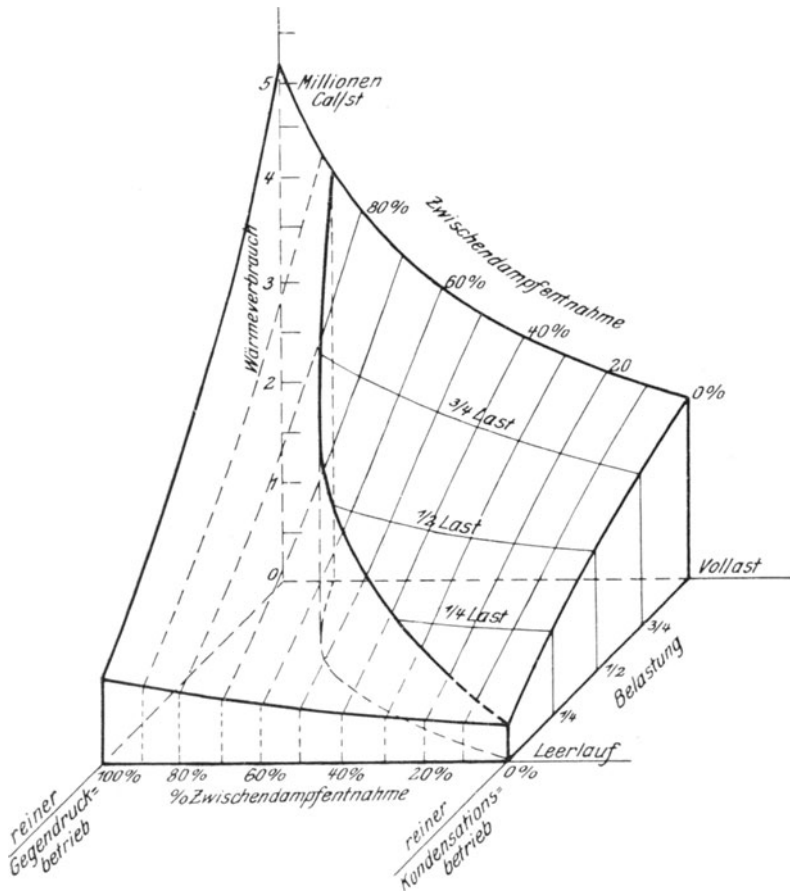 5
Millionen
Cal/st
4
3
2
1
0
Wärmeverbrauch
Zwischendampfentnahme
80%
60%
40%
20
0%
3/4 Last
1/2 Last
1/4 Last
Vollast
3/4
1/2
1/4
Belastung
Leerlauf
100%
80%
60%
40%
20%
0%
% Zwischendampfentnahme
reiner
Gegendruck=
betrieb
reiner
Kondensations=
betrieb